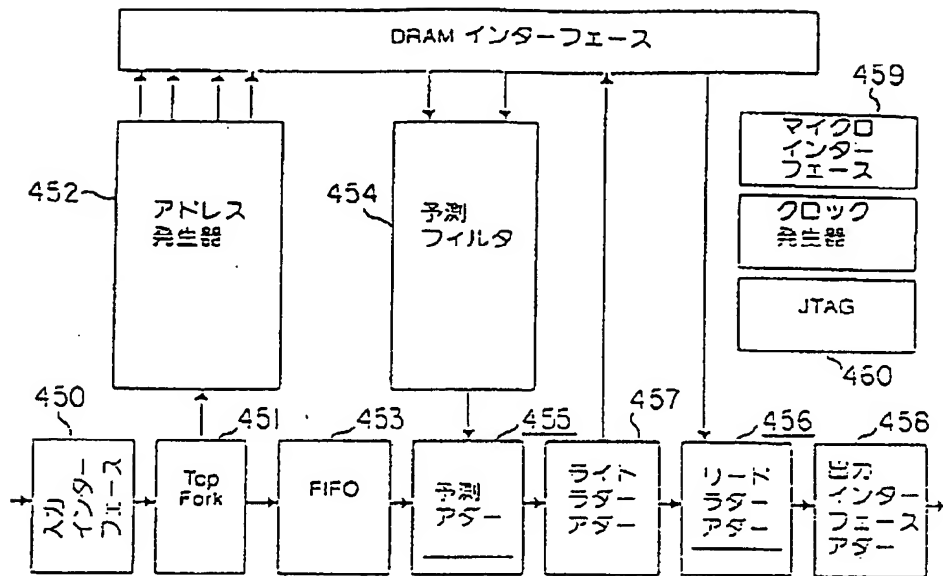 DRAM インターフェース
459
マイクロ
インター
フェース
452
アドレス
発生器
454
予測
フィルタ
クロック
発生器
JTAG
460
450
451
453
455
457
456
458
入力
インター
フェース
Top
Fork
FIFO
予測
アダー
ライト
ラダー
アダー
リード
ラダー
アダー
出力
インター
フェース
アダー